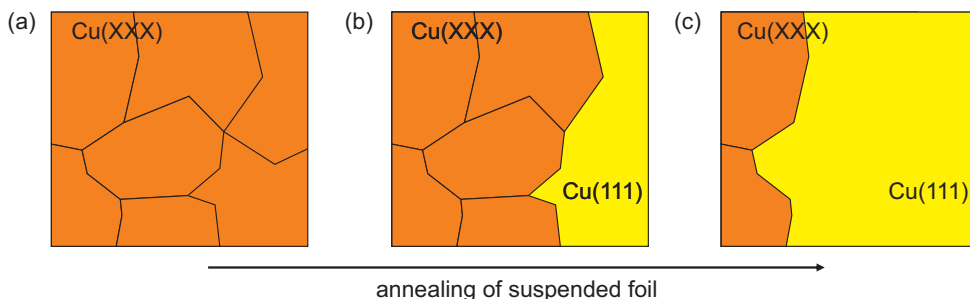 (a) Cu(XXX)
(b) Cu(XXX)
(c) Cu(XXX)
Cu(111)
Cu(111)
annealing of suspended foil